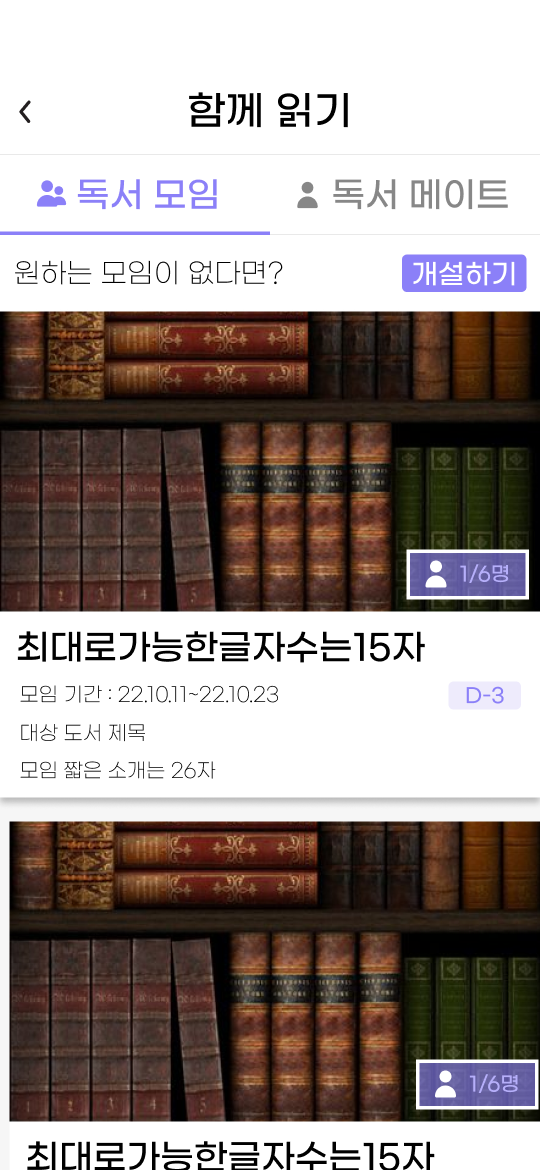 함께 읽기
독서 모임 독서 메이트
원하는 모임이 없다면? 개설하기
1/6명
최대로가능한글자수는15자
모임 기간 : 22.10.11~22.10.23 D-3
대상 도서 제목
모임 짧은 소개는 26자
1/6명
최대로가능한글자수는15자